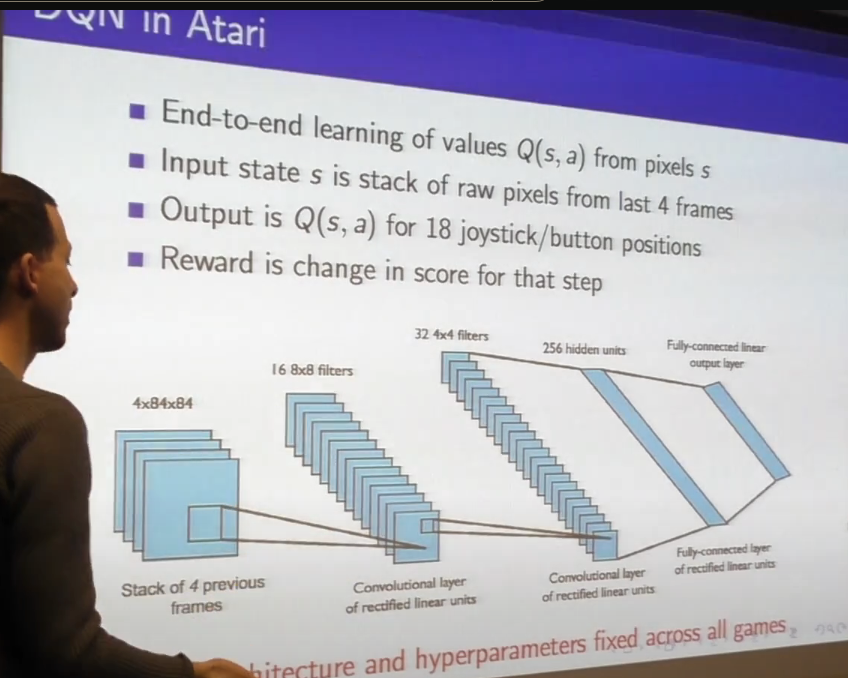 DQN in Atari
End-to-end learning of values Q(s, a) from pixels s
Input state s is stack of raw pixels from last 4 frames
Output is Q(s, a) for 18 joystick/button positions
Reward is change in score for that step
32 4x4 filters
256 hidden units
Fully-connected linear
output layer
16 8x8 filters
4x84x84
Stack of 4 previous
frames
Convolutional layer
of rectified linear units
Convolutional layer
of rectified linear units
Fully-connected layer
of rectified linear units
hitecture and hyperparameters fixed across all games